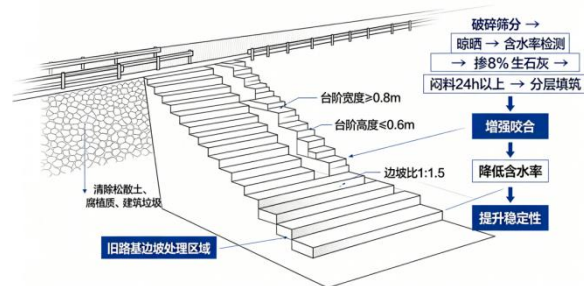 破碎筛分 →
晾晒 → 含水率检测
→ 掺8%生石灰 →
闷料24h以上 → 分层填筑
台阶宽度≥0.8m
台阶高度≤0.6m
增强咬合
边坡比1:1.5
降低含水率
清除松散土、
腐植质、建筑垃圾
提升稳定性
旧路基边坡处理区域